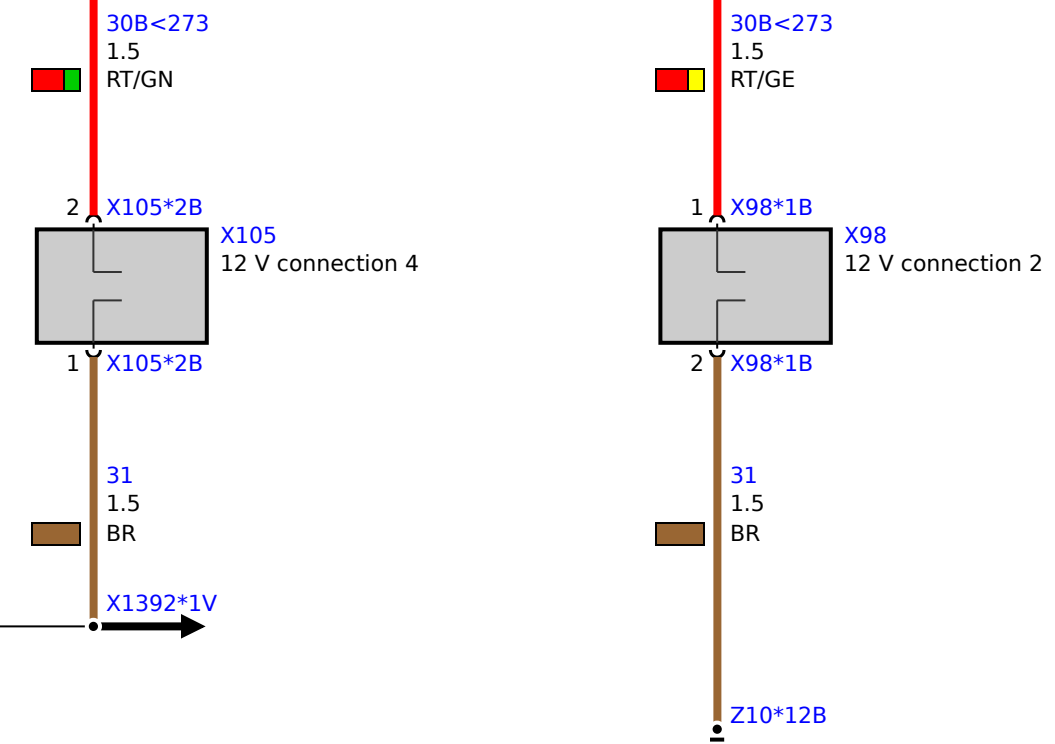 30B<273
1.5
RT/GN
2 X105*2B
X105
12 V connection 4
1 X105*2B
31
1.5
BR
X1392*1V
30B<273
1.5
RT/GE
1 X98*1B
X98
12 V connection 2
2 X98*1B
31
1.5
BR
Z10*12B